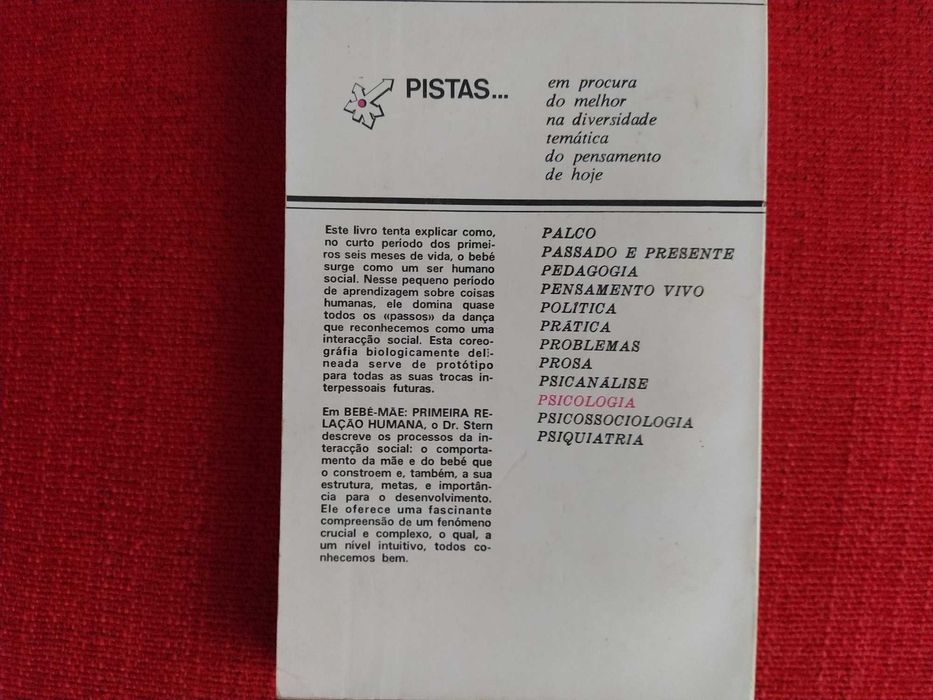 PISTAS...
em procura
do melhor
na diversidade
temática
do pensamento
de hoje
Este livro tenta explicar como,
no curto período dos primei-
ros seis meses de vida, o bebé
surge como um ser humano
social. Nesse pequeno período
de aprendizagem sobre coisas
humanas, ele domina quase
todos os «passos» da dança
que reconhecemos como uma
interacção social. Esta coreo-
gráfia biologicamente deli-
neada serve de protótipo
para todas as suas trocas in-
terpessoais futuras.
Em BEBÉ-MÃE: PRIMEIRA RE-
LAÇÃO HUMANA, o Dr. Stern
descreve os processos da in-
teracção social: o comporta-
mento da mãe e do bebé que
o constroem e, também, a sua
estrutura, metas, e importân-
cia para o desenvolvimento.
Ele oferece uma fascinante
compreensão de um fenómeno
crucial e complexo, o qual, a
um nível intuitivo, todos co-
nhecemos bem.
PALCO
PASSADO E PRESENTE
PEDAGOGIA
PENSAMENTO VIVO
POLÍTICA
PRÁTICA
PROBLEMAS
PROSA
PSICANÁLISE
PSICOLOGIA
PSICOSSOCIOLOGIA
PSIQUIATRIA